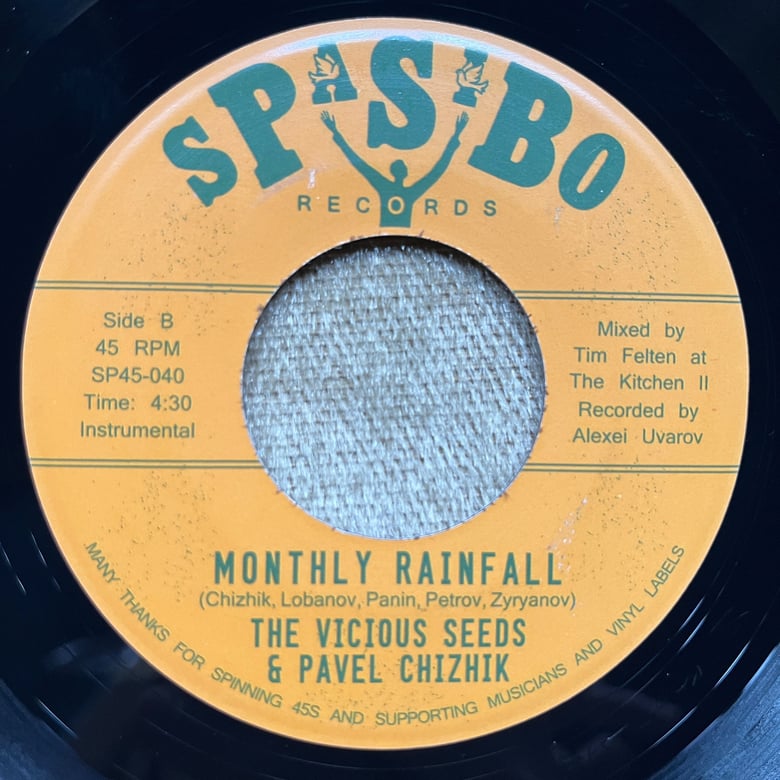 SPASIBO
RECORDS
Side B
45 RPM
SP45-040
Time: 4:30
Instrumental
Mixed by
Tim Felten at
The Kitchen II
Recorded by
Alexei Uvarov
MONTHLY RAINFALL
(Chizhik, Lobanov, Panin, Petrov, Zyryanov)
THE VICIOUS SEEDS
& PAVEL CHIZHIK
MANY THANKS FOR SPINNING 45S AND SUPPORTING MUSICIANS AND VINYL LABELS